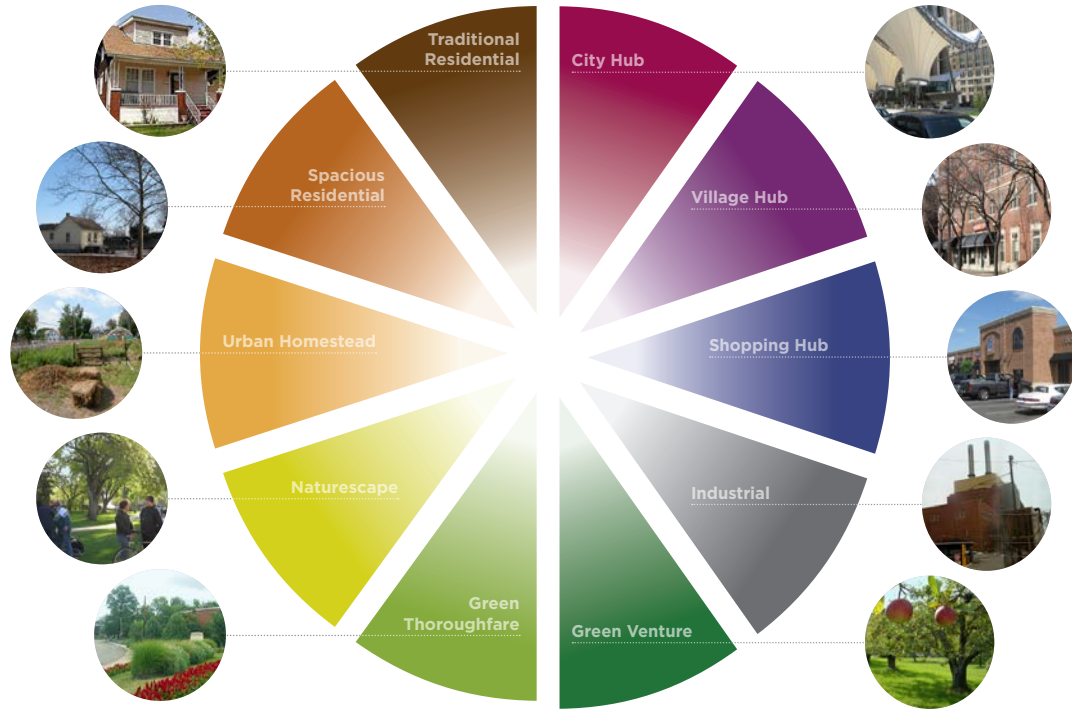 Traditional
Residential
City Hub
Spacious
Residential
Village Hub
Urban Homestead
Shopping Hub
Naturescape
Industrial
Green
Thoroughfare
Green Venture